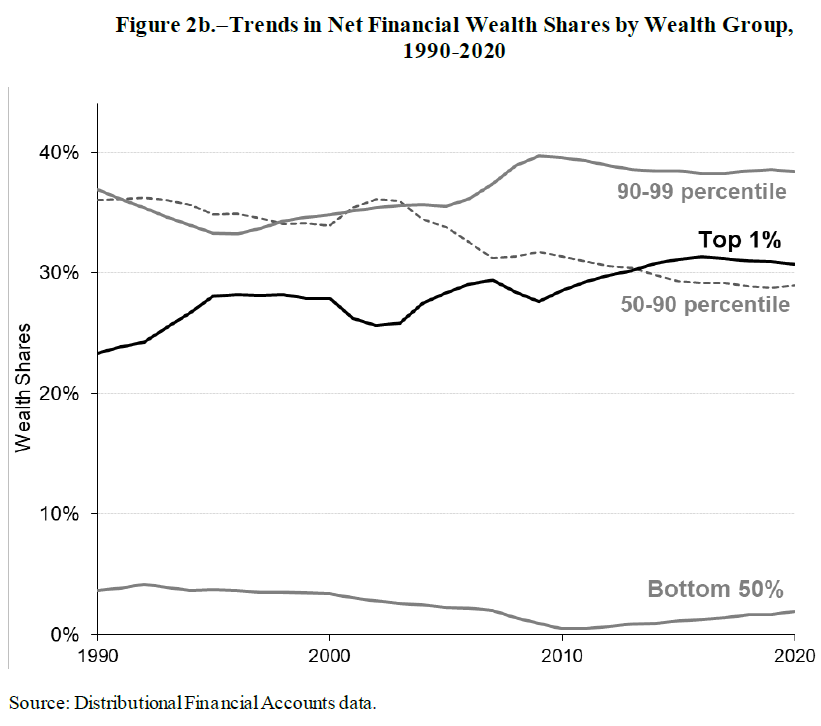 Figure 2b.–Trends in Net Financial Wealth Shares by Wealth Group,
1990-2020
40%
90-99 percentile
Top 1%
30%
50-90 percentile
Wealth Shares
20%
10%
Bottom 50%
0%
1990 2000 2010 2020
Source: Distributional Financial Accounts data.